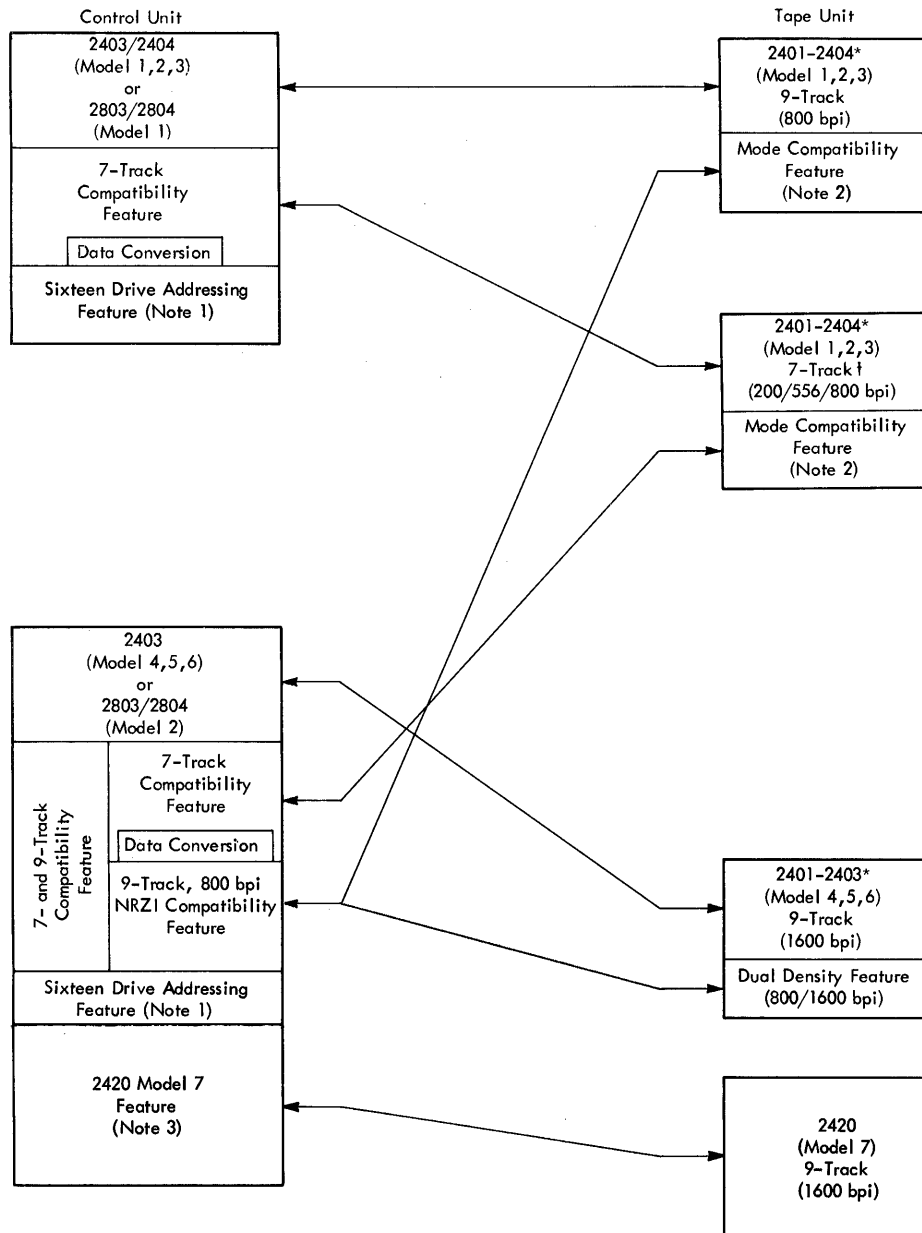 Control Unit
2403/2404
(Model 1,2,3)
or
2803/2804
(Model 1)
7-Track
Compatibility
Feature
Data Conversion
Sixteen Drive Addressing
Feature (Note 1)
Tape Unit
2401-2404*
(Model 1,2,3)
9-Track
(800 bpi)
Mode Compatibility
Feature
(Note 2)
2401-2404*
(Model 1,2,3)
7-Track †
(200/556/800 bpi)
Mode Compatibility
Feature
(Note 2)
2403
(Model 4,5,6)
or
2803/2804
(Model 2)
7- and 9-Track
Compatibility
Feature
7-Track
Compatibility
Feature
Data Conversion
9-Track, 800 bpi
NRZI Compatibility
Feature
Sixteen Drive Addressing
Feature (Note 1)
2420 Model 7
Feature
(Note 3)
2401-2403*
(Model 4,5,6)
9-Track
(1600 bpi)
Dual Density Feature
(800/1600 bpi)
2420
(Model 7)
9-Track
(1600 bpi)